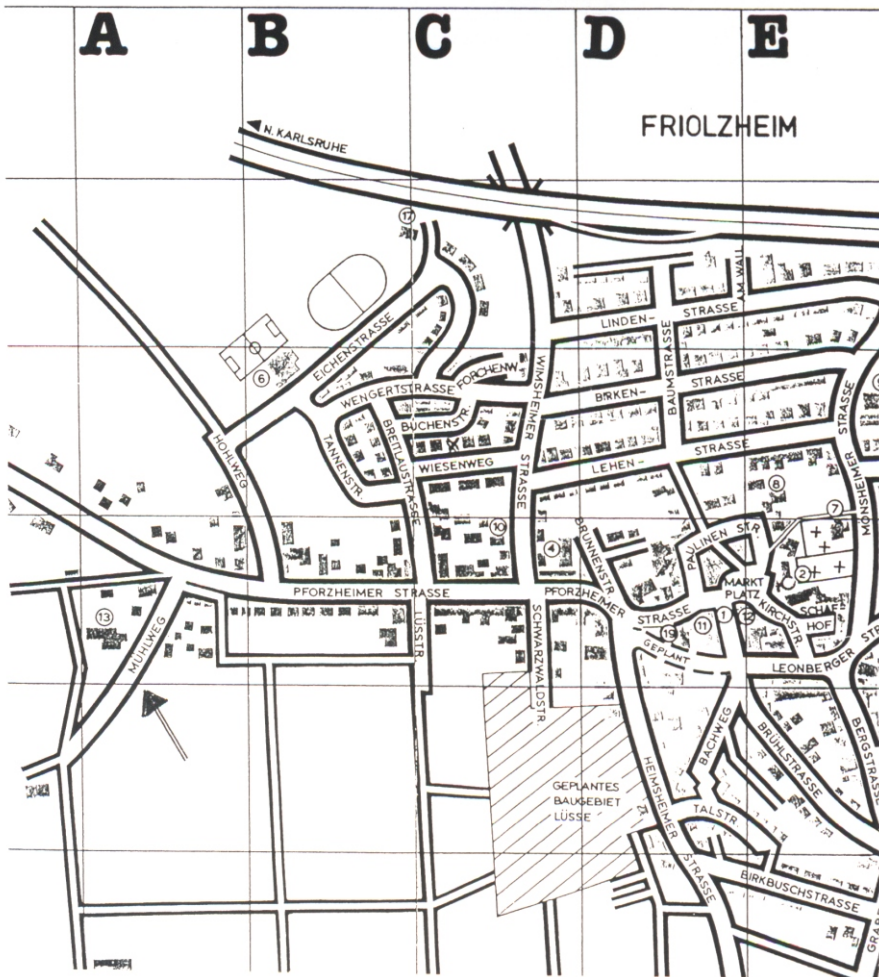 A B C D E
FRIOLZHEIM
N. KARLSRUHE
17
AM WALL
LINDEN-STRASSE
EICHENSTRASSE
6
WENGERTSTRASSE
FORCHENW.
WIMSHEIMER STRASSE
BIRKEN-STRASSE
BAUMSTRASSE
BUCHENSTR.
BREITLAUSTRASSE
TANNENSTR.
HOHLWEG
WIESENWEG
LEHEN-STRASSE
MÖNSHEIMER STRASSE
8
7
10
4
BRUNNENSTR.
PAULINEN STR.
2
MARKT
PLATZ
KIRCHSTR.
SCHAF
HOF
PFORZHEIMER STRASSE
PFORZHEIMER STRASSE
13
MÜHLWEG
LÜSSTR.
SCHWARZWALDSTR.
19
11
1
12
GEPLANT
LEONBERGER STR
BACHWEG
BRÜHLSTRASSE
BERGSTRASSE
HEIMSHEIMER STRASSE
GEPLANTES
BAUGEBIET
LÜSSE
TALSTR.
BIRKBUSCHSTRASSE